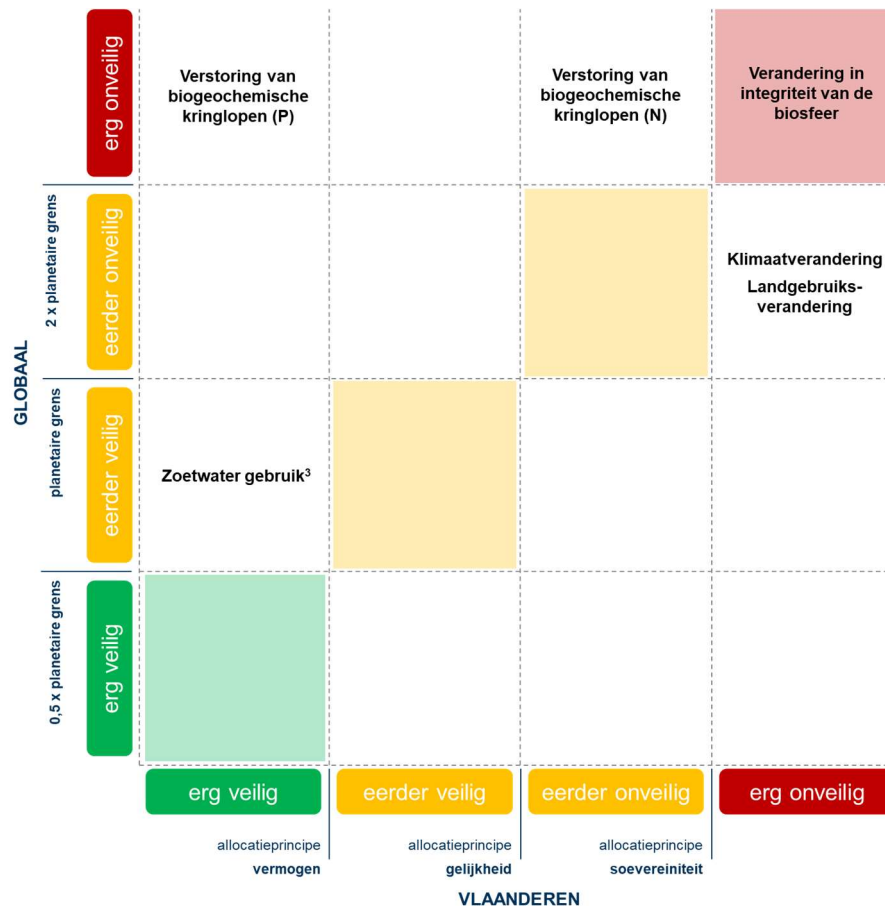 GLOBAAL
erg onveilig
Verstoring van
biogeochemische
kringlopen (P)
Verstoring van
biogeochemische
kringlopen (N)
Verandering in
integriteit van de
biosfeer
2 x planetaire grens
eerder onveilig
Klimaatverandering
Landgebruiks-
verandering
planetaire grens
eerder veilig
Zoetwater gebruik³
0,5 x planetaire grens
erg veilig
erg veilig
eerder veilig
eerder onveilig
erg onveilig
allocatieprincipe
vermogen
allocatieprincipe
gelijkheid
allocatieprincipe
soevereiniteit
VLAANDEREN